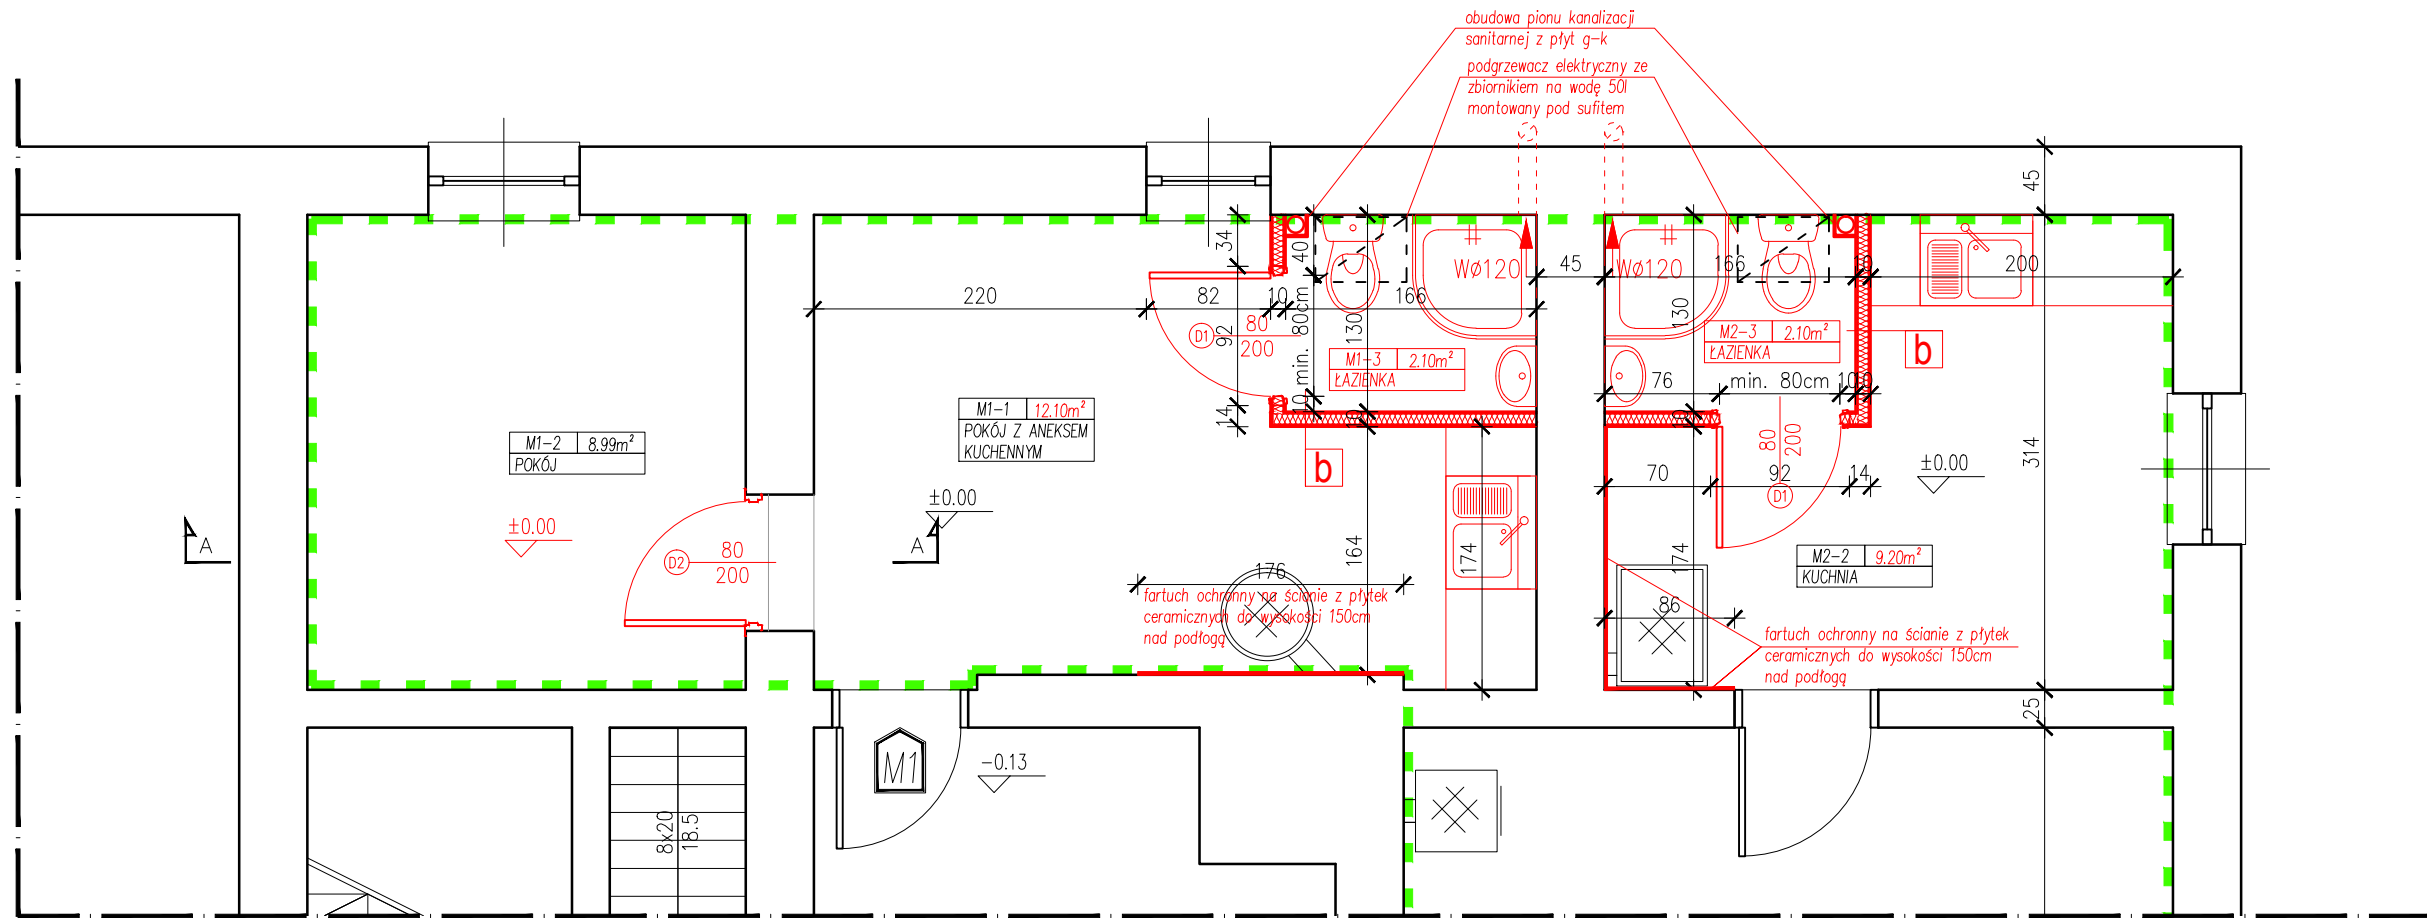 obudowa pionu kanalizacji
sanitarnej z płyt g-k
podgrzewacz elektryczny ze
zbiornikiem na wodę 50l
montowany pod sufitem
45
34
40
Wø120
45
Wø120
166
10
200
220
82
10
166
D1
80
200
92
min. 80cm
130
130
M1-3 2.10m²
ŁAZIENKA
M2-3 2.10m²
ŁAZIENKA
b
76
min. 80cm
10
14
10
10
10
M1-1 12.10m²
POKÓJ Z ANEKSEM
KUCHENNYM
M1-2 8.99m²
POKÓJ
b
80
200
D1
70
92
14
±0.00
314
±0.00
±0.00
A
A
D2
80
200
164
174
174
176
M2-2 9.20m²
KUCHNIA
fartuch ochronny na ścianie z płytek
ceramicznych do wysokości 150cm
nad podłogą
86
fartuch ochronny na ścianie z płytek
ceramicznych do wysokości 150cm
nad podłogą
25
M1
-0.13
8x20
18.5